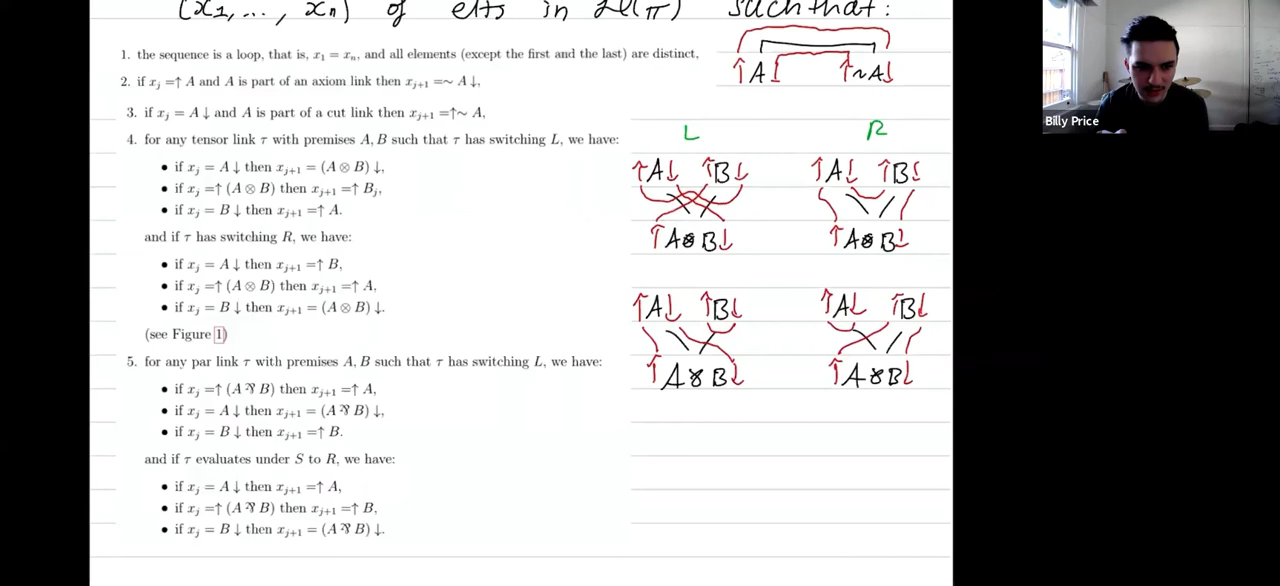 (x1, ..., xn) of elts in (π) such that:
1. the sequence is a loop, that is, x₁ = xₙ, and all elements (except the first and the last) are distinct,
2. if xⱼ =↑ A and A is part of an axiom link then xⱼ₊₁ =∼ A ↓,
3. if xⱼ = A ↓ and A is part of a cut link then xⱼ₊₁ =↑∼ A,
4. for any tensor link τ with premises A, B such that τ has switching L, we have:
• if xⱼ = A ↓ then xⱼ₊₁ = (A ⊗ B) ↓,
• if xⱼ =↑ (A ⊗ B) then xⱼ₊₁ =↑ Bⱼ,
• if xⱼ = B ↓ then xⱼ₊₁ =↑ A.
and if τ has switching R, we have:
• if xⱼ = A ↓ then xⱼ₊₁ =↑ B,
• if xⱼ =↑ (A ⊗ B) then xⱼ₊₁ =↑ A,
• if xⱼ = B ↓ then xⱼ₊₁ = (A ⊗ B) ↓.
(see Figure 1)
5. for any par link τ with premises A, B such that τ has switching L, we have:
• if xⱼ =↑ (A ⅋ B) then xⱼ₊₁ =↑ A,
• if xⱼ = A ↓ then xⱼ₊₁ = (A ⅋ B) ↓,
• if xⱼ = B ↓ then xⱼ₊₁ =↑ B.
and if τ evaluates under S to R, we have:
• if xⱼ = A ↓ then xⱼ₊₁ =↑ A,
• if xⱼ =↑ (A ⅋ B) then xⱼ₊₁ =↑ B,
• if xⱼ = B ↓ then xⱼ₊₁ = (A ⅋ B) ↓.
↑A↓ ↑~A↓
L R
↑A↓ ↑B↓ ↑A↓ ↑B↓
↑A⊗B↓ ↑A⊗B↓
↑A↓ ↑B↓ ↑A↓ ↑B↓
↑A⅋B↓ ↑A⅋B↓
Billy Price